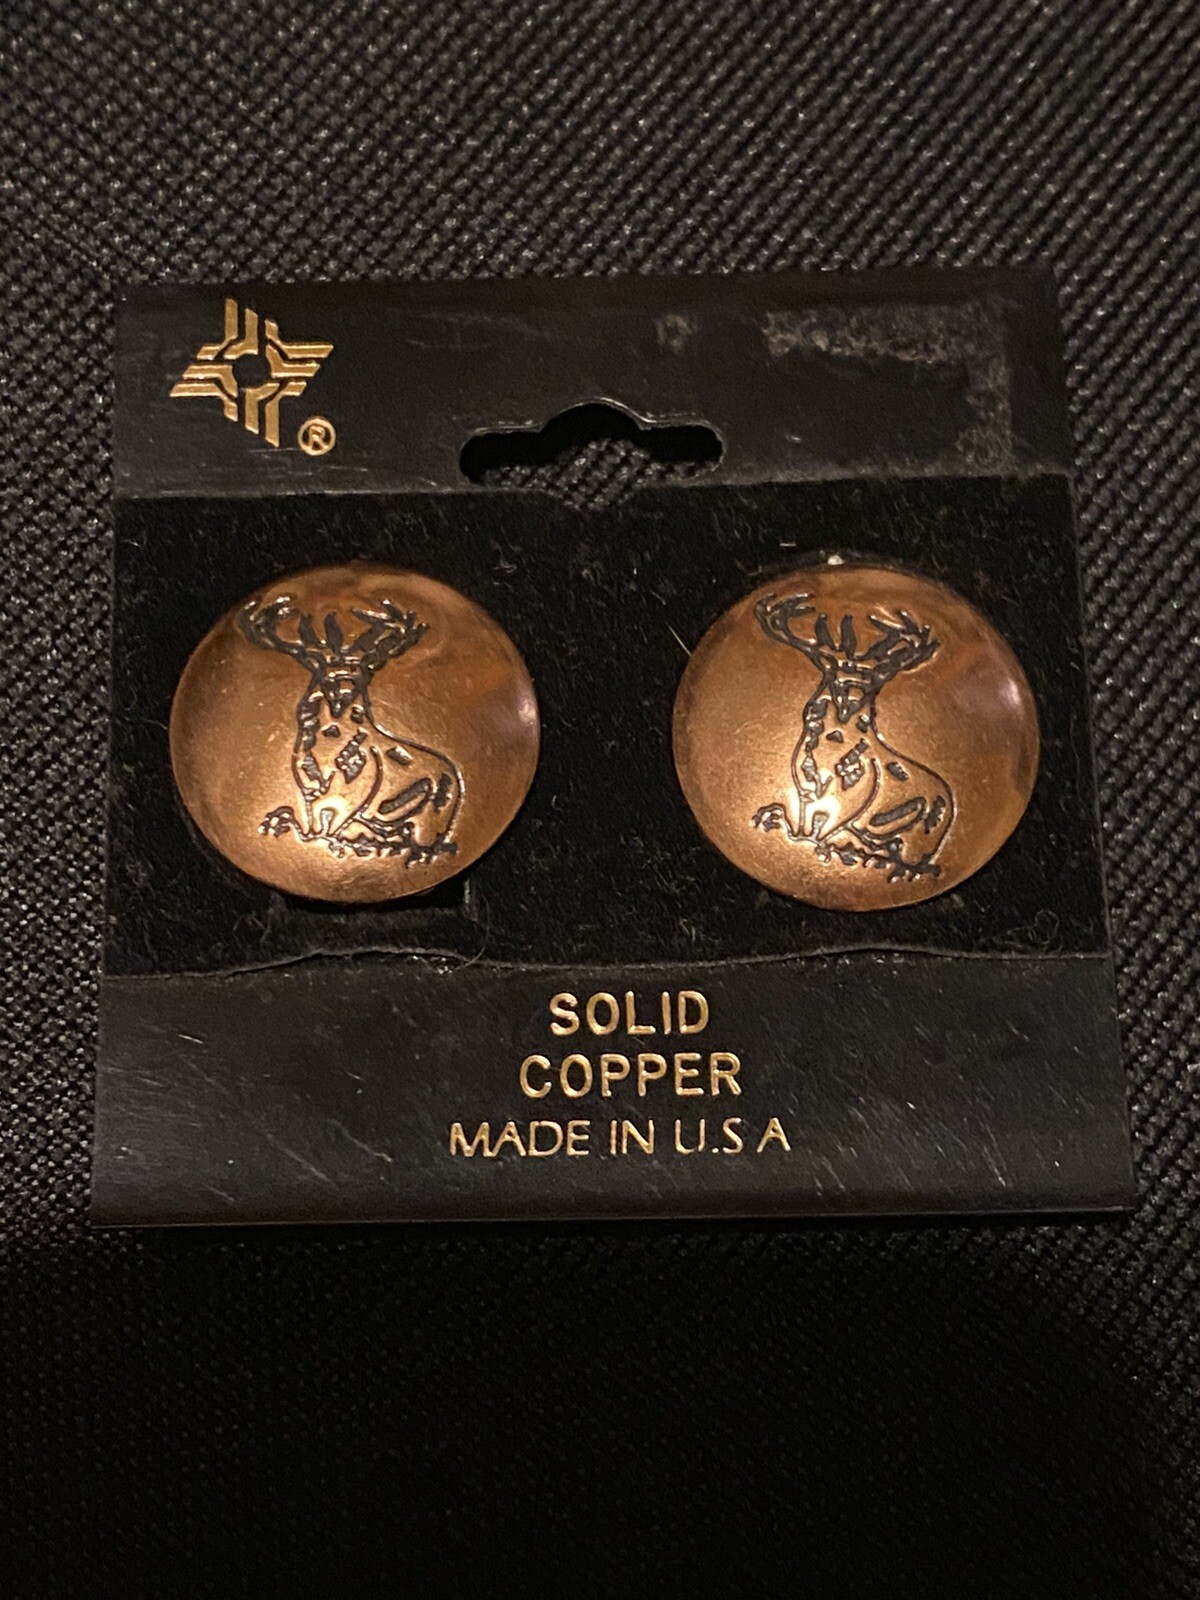 ®
SOLID
COPPER
MADE IN U.S A